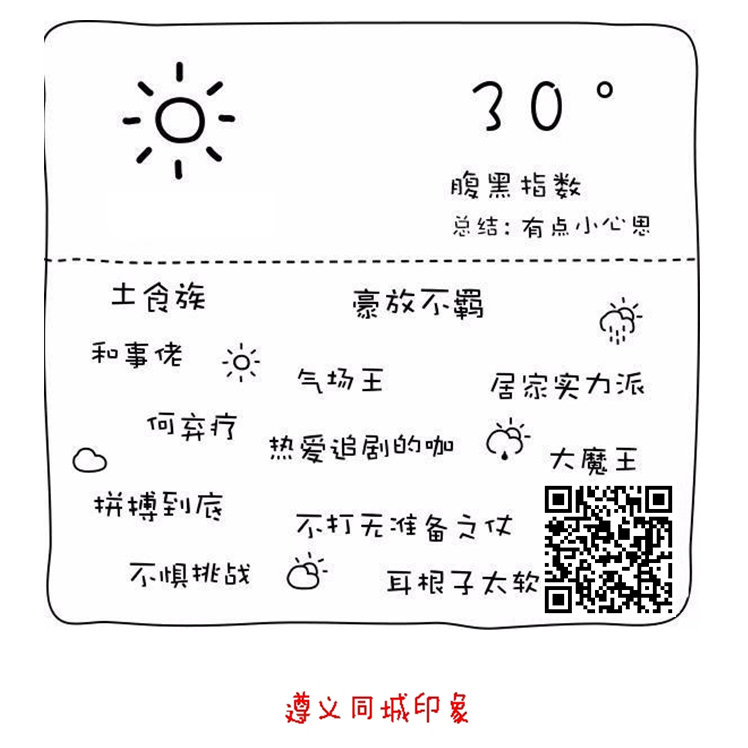 30°
腹黑指数
总结：有点小心思
土食族
豪放不羁
和事佬
气场王
居家实力派
何弃疗
热爱追剧的咖
大魔王
拼搏到底
不打无准备之仗
不惧挑战
耳根子太软
遵义同城印象